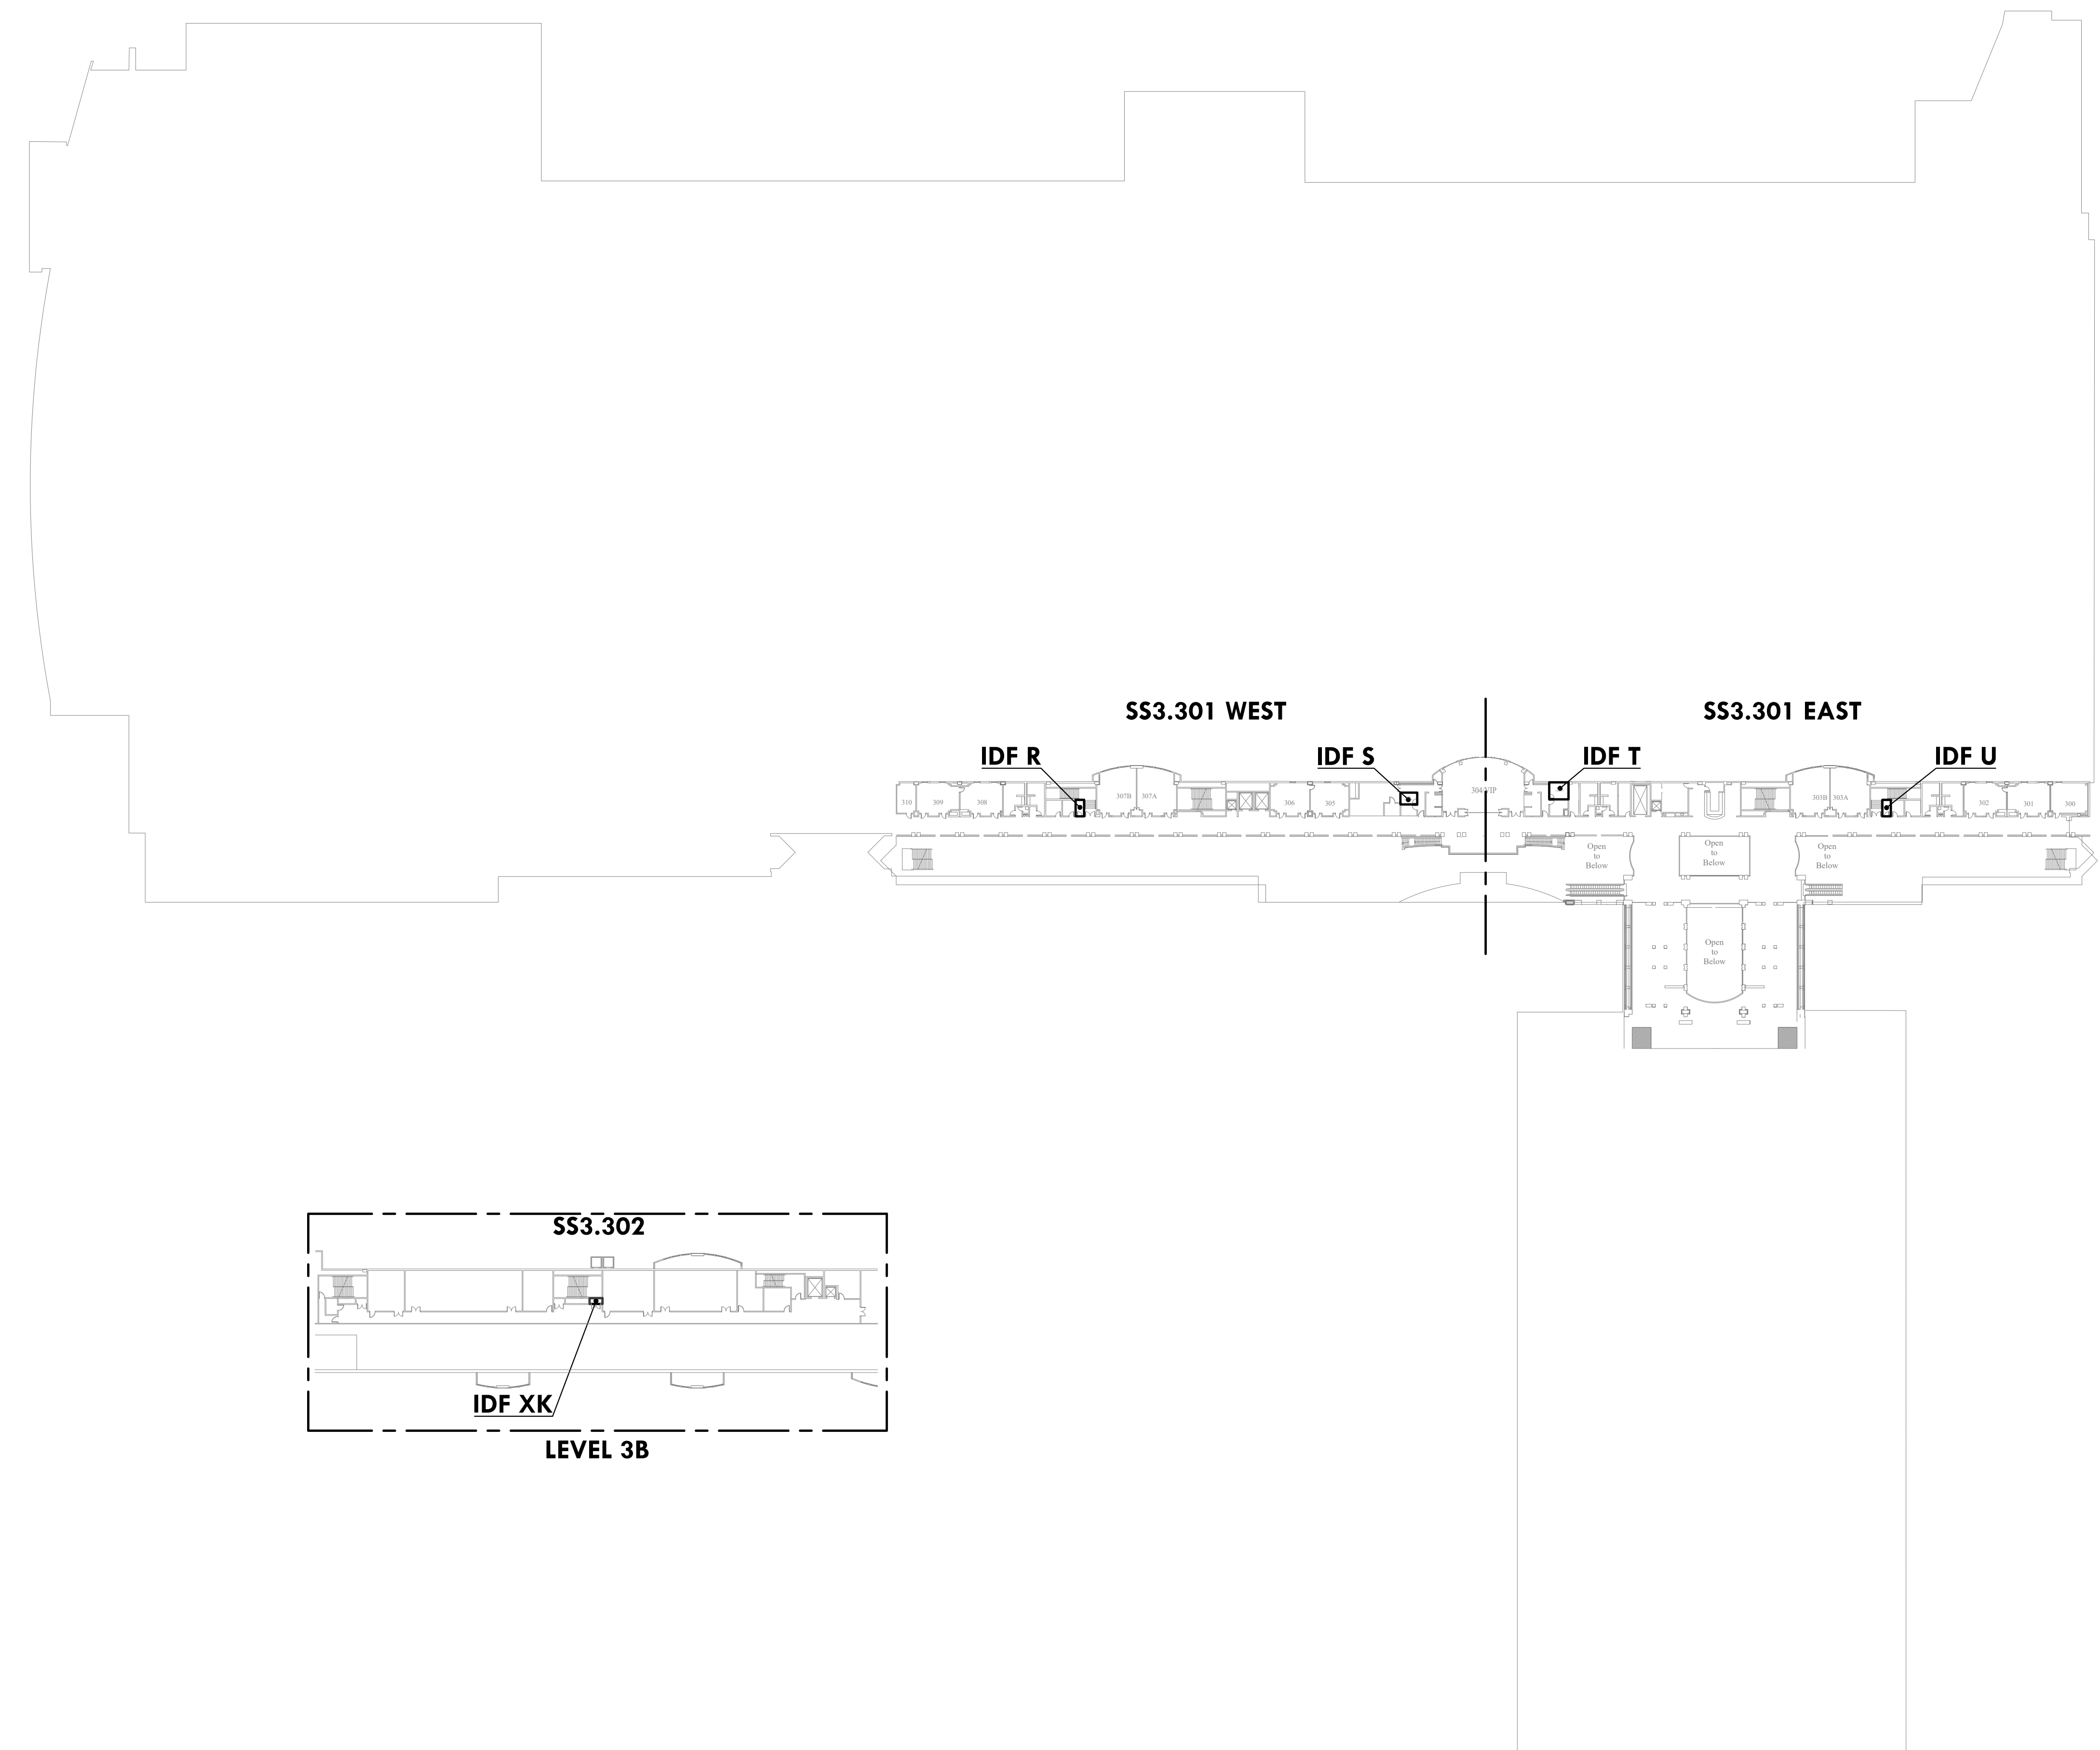 SS3.301 WEST
SS3.301 EAST
IDF R
IDF S
IDF T
IDF U
310
309
308
307B
307A
306
305
304/VIP
303B
303A
302
301
300
Open
to
Below
Open
to
Below
Open
to
Below
Open
to
Below
SS3.302
IDF XK
LEVEL 3B